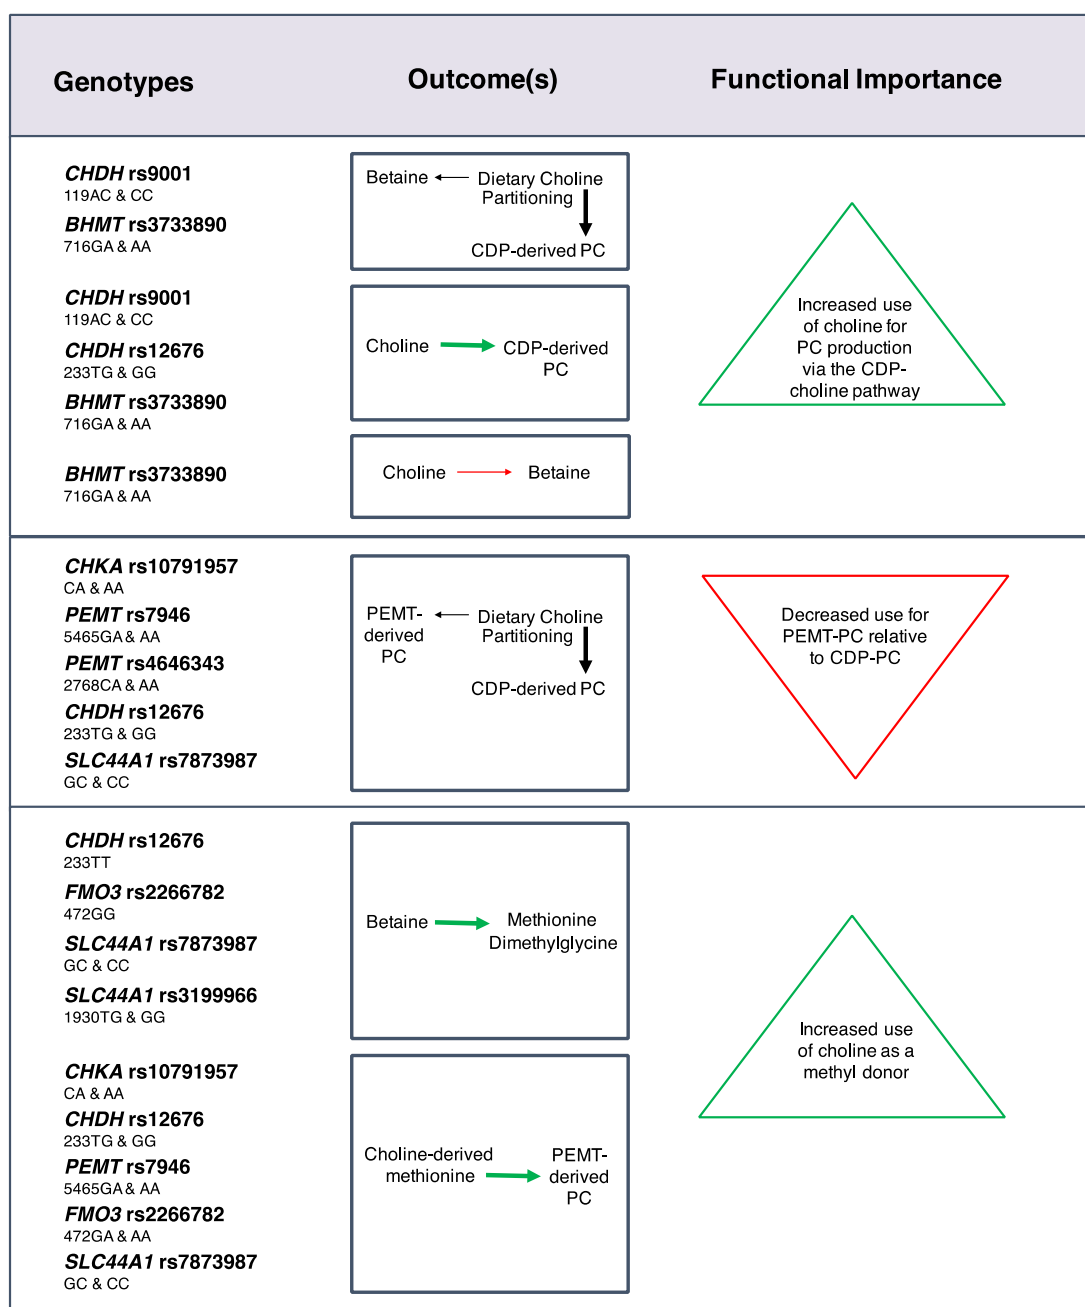 Genotypes
Outcome(s)
Functional Importance
CHDH rs9001
119AC & CC
BHMT rs3733890
716GA & AA
Betaine
Dietary Choline
Partitioning
CDP-derived PC
CHDH rs9001
119AC & CC
CHDH rs12676
233TG & GG
BHMT rs3733890
716GA & AA
Choline
CDP-derived
PC
BHMT rs3733890
716GA & AA
Choline
Betaine
Increased use
of choline for
PC production
via the CDP-
choline pathway
CHKA rs10791957
CA & AA
PEMT rs7946
5465GA & AA
PEMT rs4646343
2768CA & AA
CHDH rs12676
233TG & GG
SLC44A1 rs7873987
GC & CC
PEMT-
derived
PC
Dietary Choline
Partitioning
CDP-derived PC
Decreased use for
PEMT-PC relative
to CDP-PC
CHDH rs12676
233TT
FMO3 rs2266782
472GG
SLC44A1 rs7873987
GC & CC
SLC44A1 rs3199966
1930TG & GG
Betaine
Methionine
Dimethylglycine
CHKA rs10791957
CA & AA
CHDH rs12676
233TG & GG
PEMT rs7946
5465GA & AA
FMO3 rs2266782
472GA & AA
SLC44A1 rs7873987
GC & CC
Choline-derived
methionine
PEMT-
derived
PC
Increased use
of choline as a
methyl donor